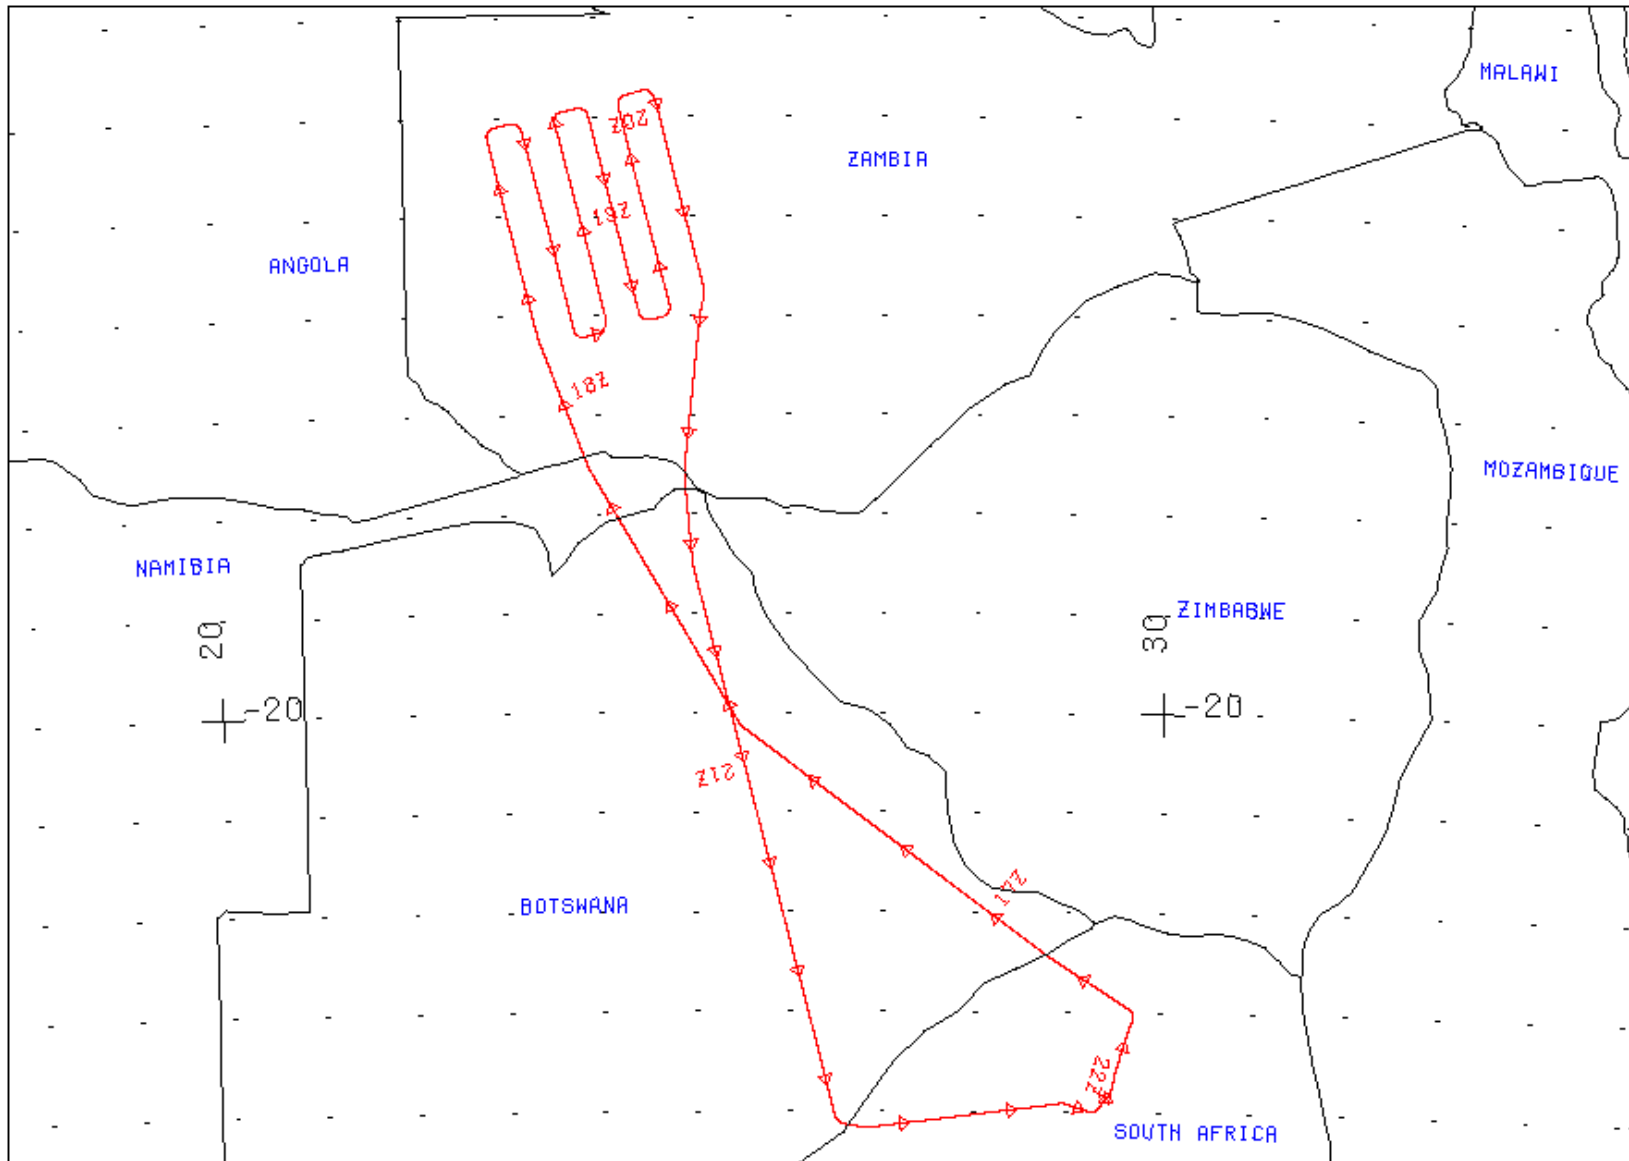 MALAWI
20Z
ZAMBIA
19Z
ANGOLA
18Z
MOZAMBIQUE
NAMIBIA
ZIMBABWE
20
30
-20
-20
21Z
17Z
BOTSWANA
22Z
SOUTH AFRICA